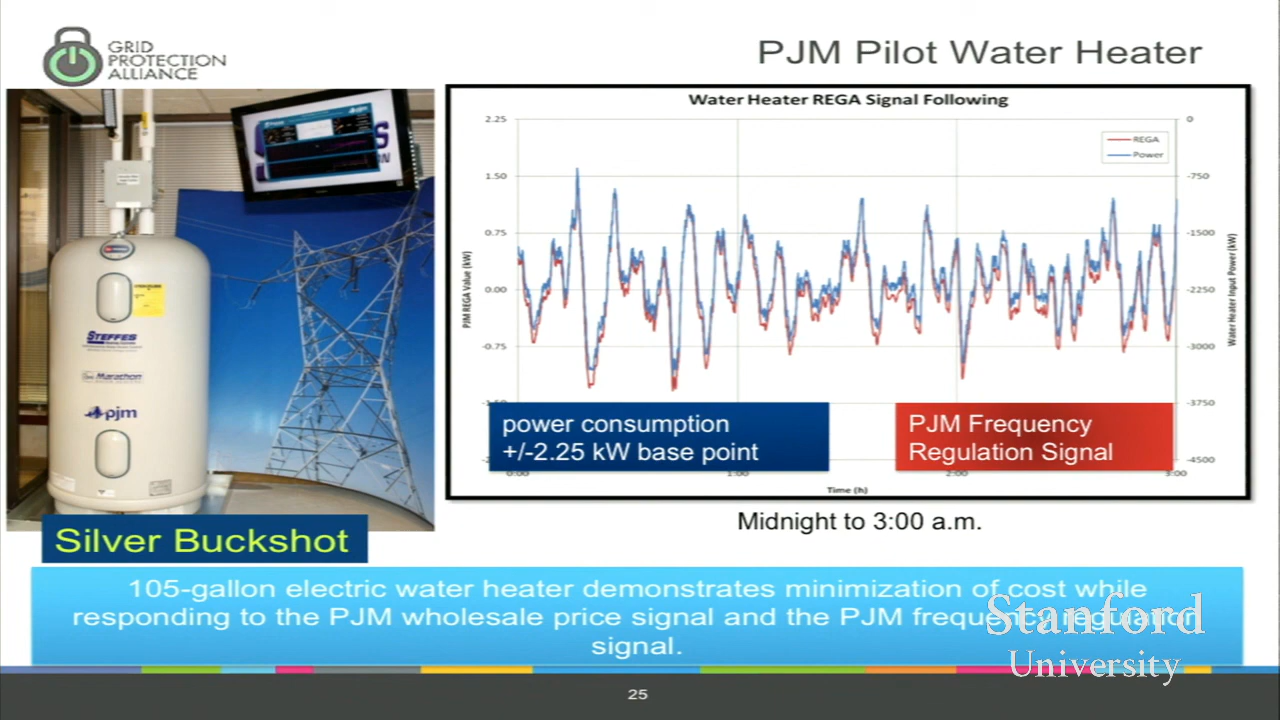 GRID
PROTECTION
ALLIANCE
PJM Pilot Water Heater
Water Heater REGA Signal Following
2.25
1.50
0.75
0.00
-0.75
-1.50
0
-750
-1500
-2250
-3000
-3750
-4500
REGA
Power
PJM REGA Value (kW)
Water Heater Input Power (kW)
0:00
1:00
2:00
3:00
Time (h)
power consumption
+/-2.25 kW base point
PJM Frequency
Regulation Signal
Midnight to 3:00 a.m.
STEFFES
Marathon
pjm
Silver Buckshot
105-gallon electric water heater demonstrates minimization of cost while
responding to the PJM wholesale price signal and the PJM frequency regulation
signal.
Stanford
University
25